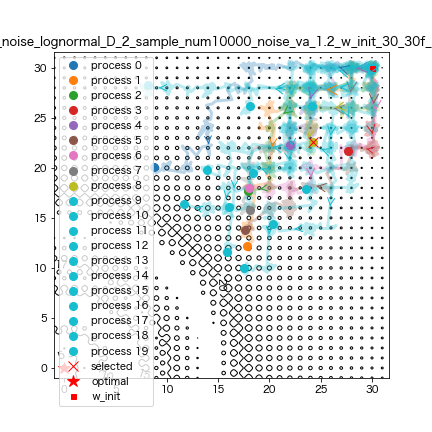 _noise_lognormal_D_2_sample_num10000_noise_va_1.2_w_init_30_30f_
process 0
process 1
process 2
process 3
process 4
process 5
process 6
process 7
process 8
process 9
process 10
process 11
process 12
process 13
process 14
process 15
process 16
process 17
process 18
process 19
selected
optimal
w_init
30
25
20
15
10
5
0
0
5
10
15
20
25
30